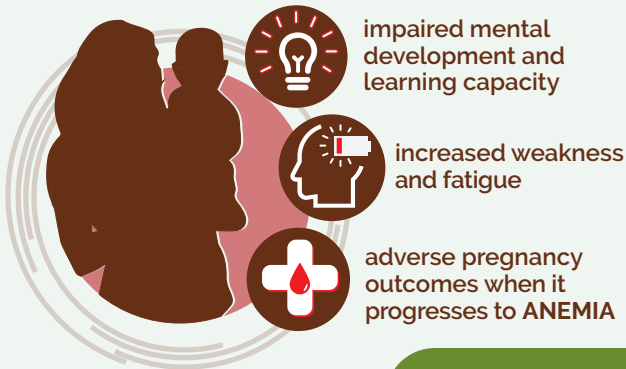 impaired mental
development and
learning capacity
increased weakness
and fatigue
adverse pregnancy
outcomes when it
progresses to ANEMIA